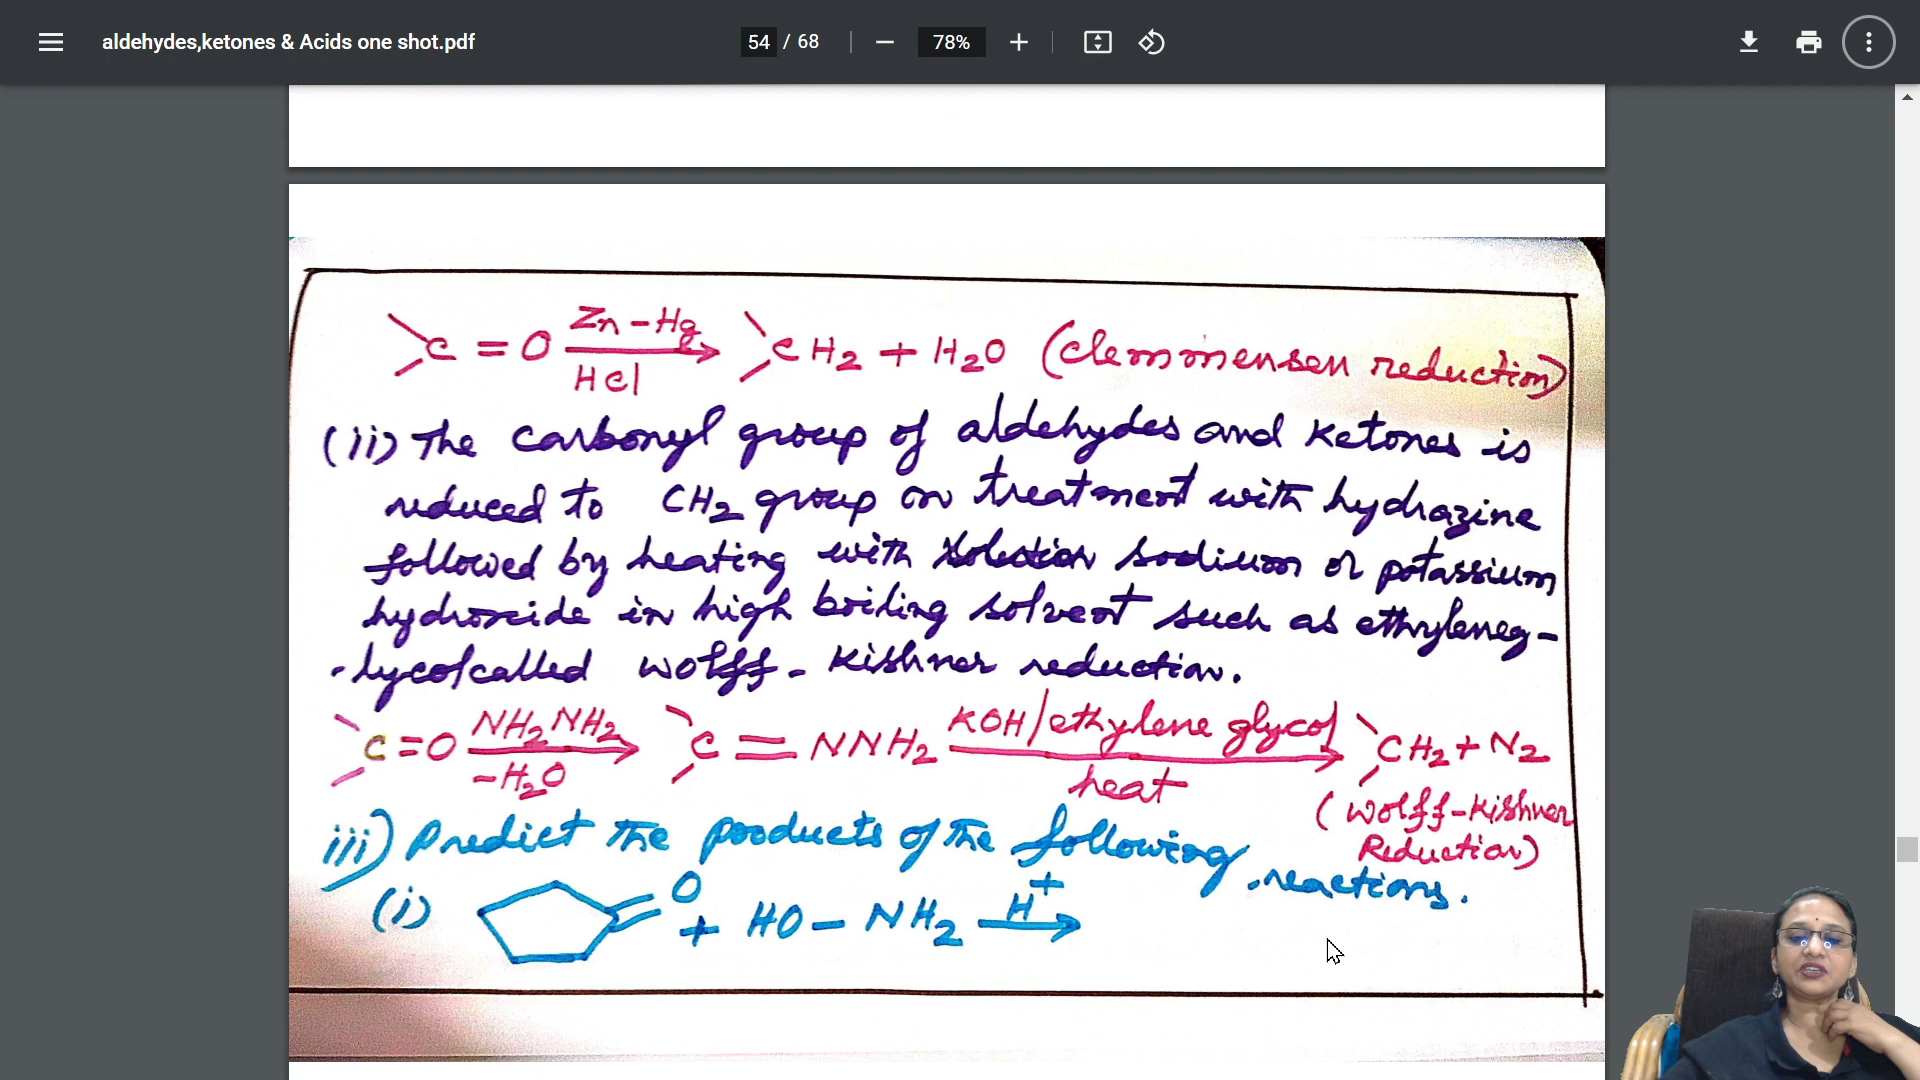 aldehydes,ketones & Acids one shot.pdf
54 / 68
78%
>C = O Zn-Hg HCl → >CH2 + H2O (Clemmensen reduction)
(ii) The carbonyl group of aldehydes and ketones is
reduced to CH2 group on treatment with hydrazine
followed by heating with sodium or potassium
hydroxide in high boiling solvent such as ethyleneg-
-lycol called wolff-Kishner reduction.
>C=O NH2NH2 -H2O → >C=NNH2 KOH/ethylene glycol heat → >CH2 + N2
(Wolff-Kishner
Reduction)
iii) Predict the products of the following reactions.
(i) O + HO-NH2 H+ →